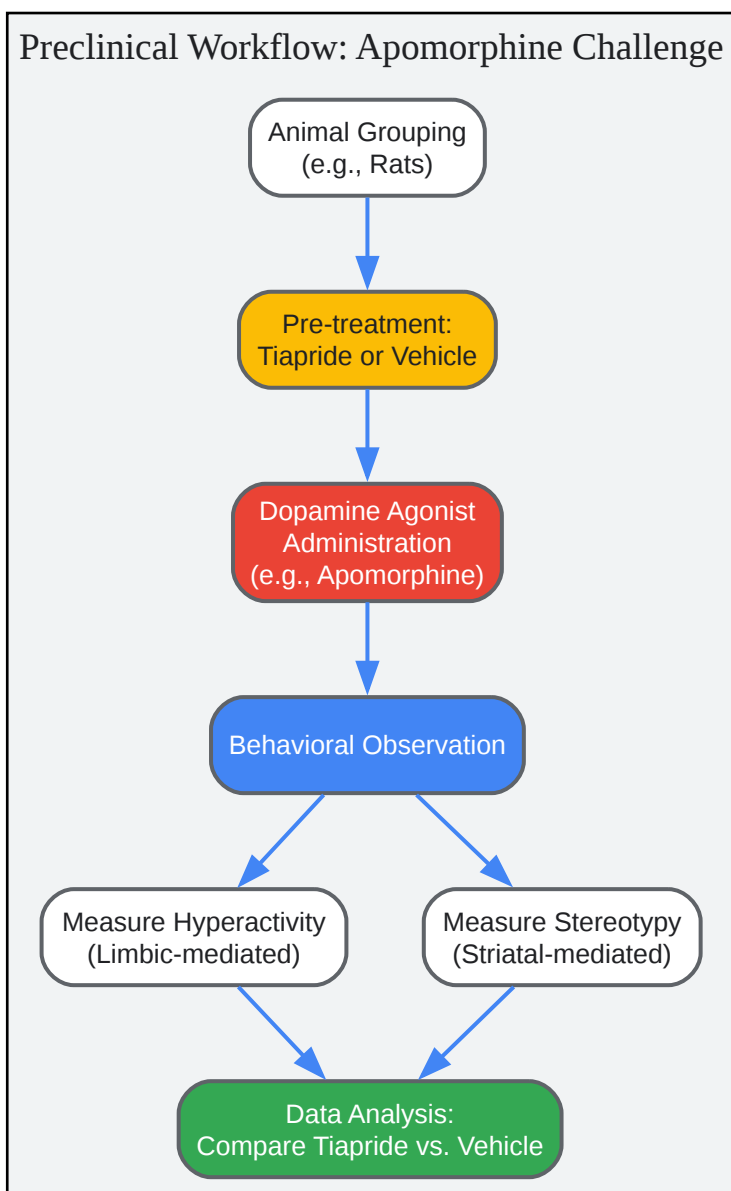 Preclinical Workflow: Apomorphine Challenge
Animal Grouping
(e.g., Rats)
Pre-treatment:
Tiapride or Vehicle
Dopamine Agonist
Administration
(e.g., Apomorphine)
Behavioral Observation
Measure Hyperactivity
(Limbic-mediated)
Measure Stereotypy
(Striatal-mediated)
Data Analysis:
Compare Tiapride vs. Vehicle